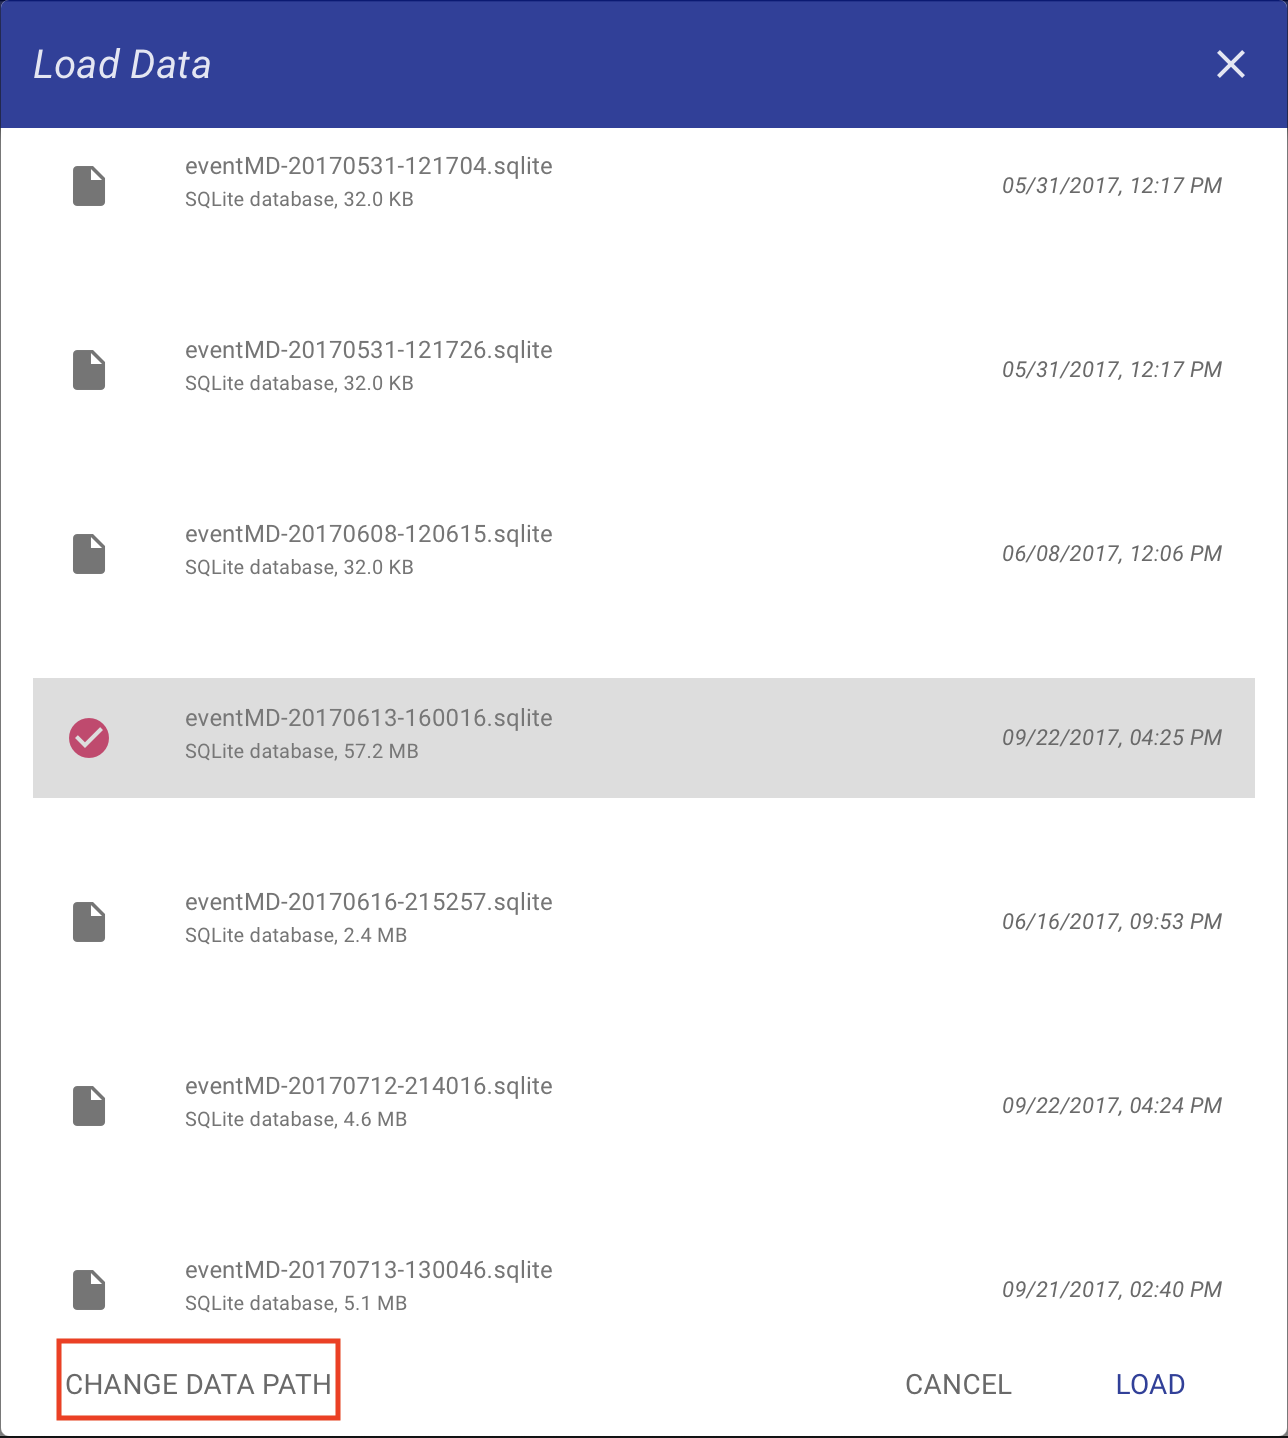 Load Data
eventMD-20170531-121704.sqlite
SQLite database, 32.0 KB
05/31/2017, 12:17 PM
eventMD-20170531-121726.sqlite
SQLite database, 32.0 KB
05/31/2017, 12:17 PM
eventMD-20170608-120615.sqlite
SQLite database, 32.0 KB
06/08/2017, 12:06 PM
eventMD-20170613-160016.sqlite
SQLite database, 57.2 MB
09/22/2017, 04:25 PM
eventMD-20170616-215257.sqlite
SQLite database, 2.4 MB
06/16/2017, 09:53 PM
eventMD-20170712-214016.sqlite
SQLite database, 4.6 MB
09/22/2017, 04:24 PM
eventMD-20170713-130046.sqlite
SQLite database, 5.1 MB
09/21/2017, 02:40 PM
CHANGE DATA PATH
CANCEL
LOAD